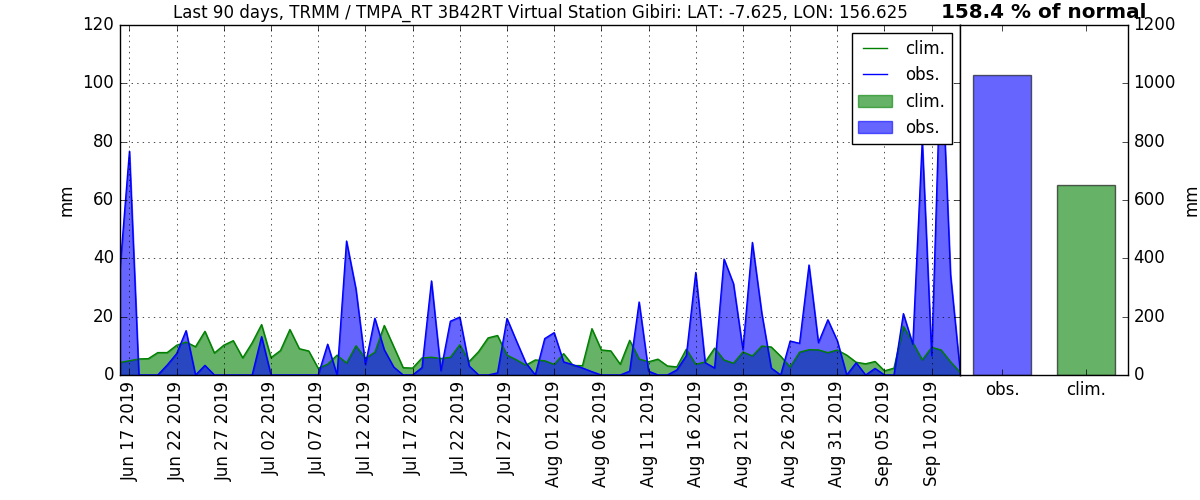 Last 90 days, TRMM / TMPA_RT 3B42RT Virtual Station Gibiri: LAT: -7.625, LON: 156.625
158.4 % of normal
120
100
80
60
40
20
0
mm
clim.
obs.
clim.
obs.
Jun 17 2019
Jun 22 2019
Jun 27 2019
Jul 02 2019
Jul 07 2019
Jul 12 2019
Jul 17 2019
Jul 22 2019
Jul 27 2019
Aug 01 2019
Aug 06 2019
Aug 11 2019
Aug 16 2019
Aug 21 2019
Aug 26 2019
Aug 31 2019
Sep 05 2019
Sep 10 2019
1200
1000
800
600
400
200
0
mm
obs.
clim.